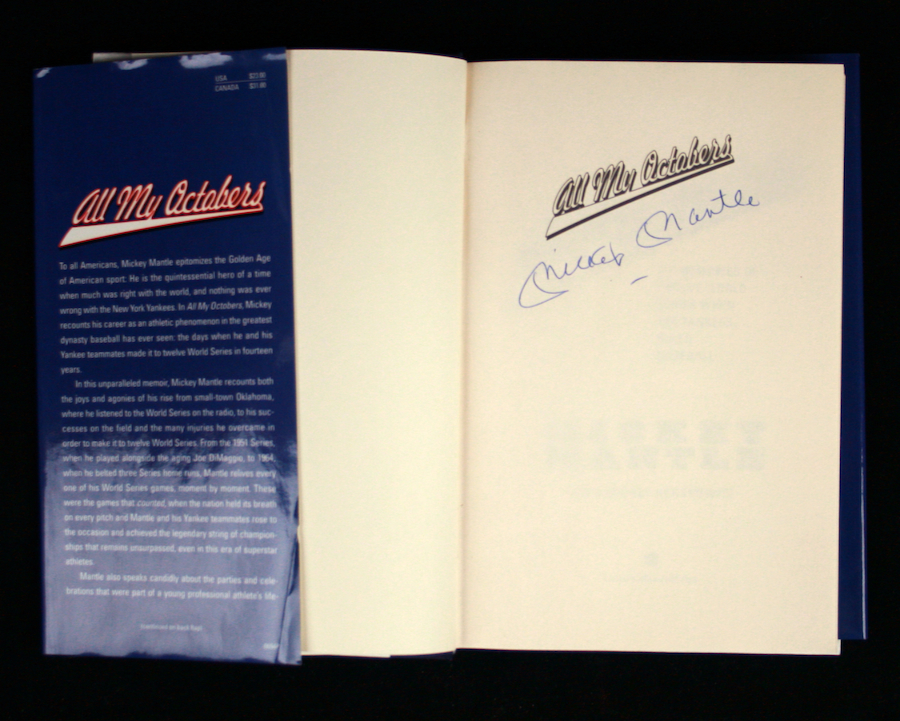 USA $22.00
CANADA
All My Octobers
To all Americans, Mickey Mantle epitomizes the Golden Age
of American sport: He is the quintessential hero of a time
when much was right with the world, and nothing was ever
wrong with the New York Yankees. In All My Octobers, Mickey
recounts his career as an athletic phenomenon in the greatest
dynasty baseball has ever seen: the days when he and his
Yankee teammates made it to twelve World Series in fourteen
years.
In this unparalleled memoir, Mickey Mantle recounts both
the joys and agonies of his rise from small-town Oklahoma,
where he listened to the World Series on the radio, to his suc-
cesses on the field and the many injuries he overcame in
order to make it to twelve World Series. From the 1951 Series,
when he played alongside the aging Joe DiMaggio, to 1964,
when he belted three Series home runs, Mantle relives every
one of his World Series games, moment by moment. These
were the games that counted, when the nation held its breath
on every pitch and Mantle and his Yankee teammates rose to
the occasion and achieved the legendary string of champion-
ships that remains unsurpassed, even in this era of superstar
athletes.
Mantle also speaks candidly about the parties and cele-
brations that were part of a young professional athlete's life-
(continued on back flap)
All My Octobers
Mickey Mantle